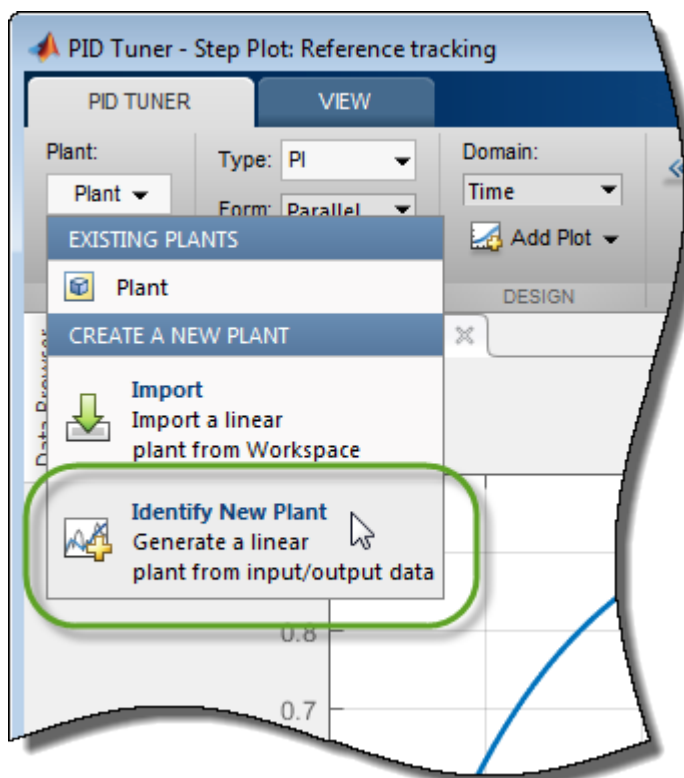 PID Tuner - Step Plot: Reference tracking
PID TUNER VIEW
Plant: Type: PI Domain:
Plant Form: Parallel Time
Add Plot
DESIGN
EXISTING PLANTS
Plant
CREATE A NEW PLANT
Import
Import a linear
plant from Workspace
Identify New Plant
Generate a linear
plant from input/output data
Data Browser
0.8
0.7